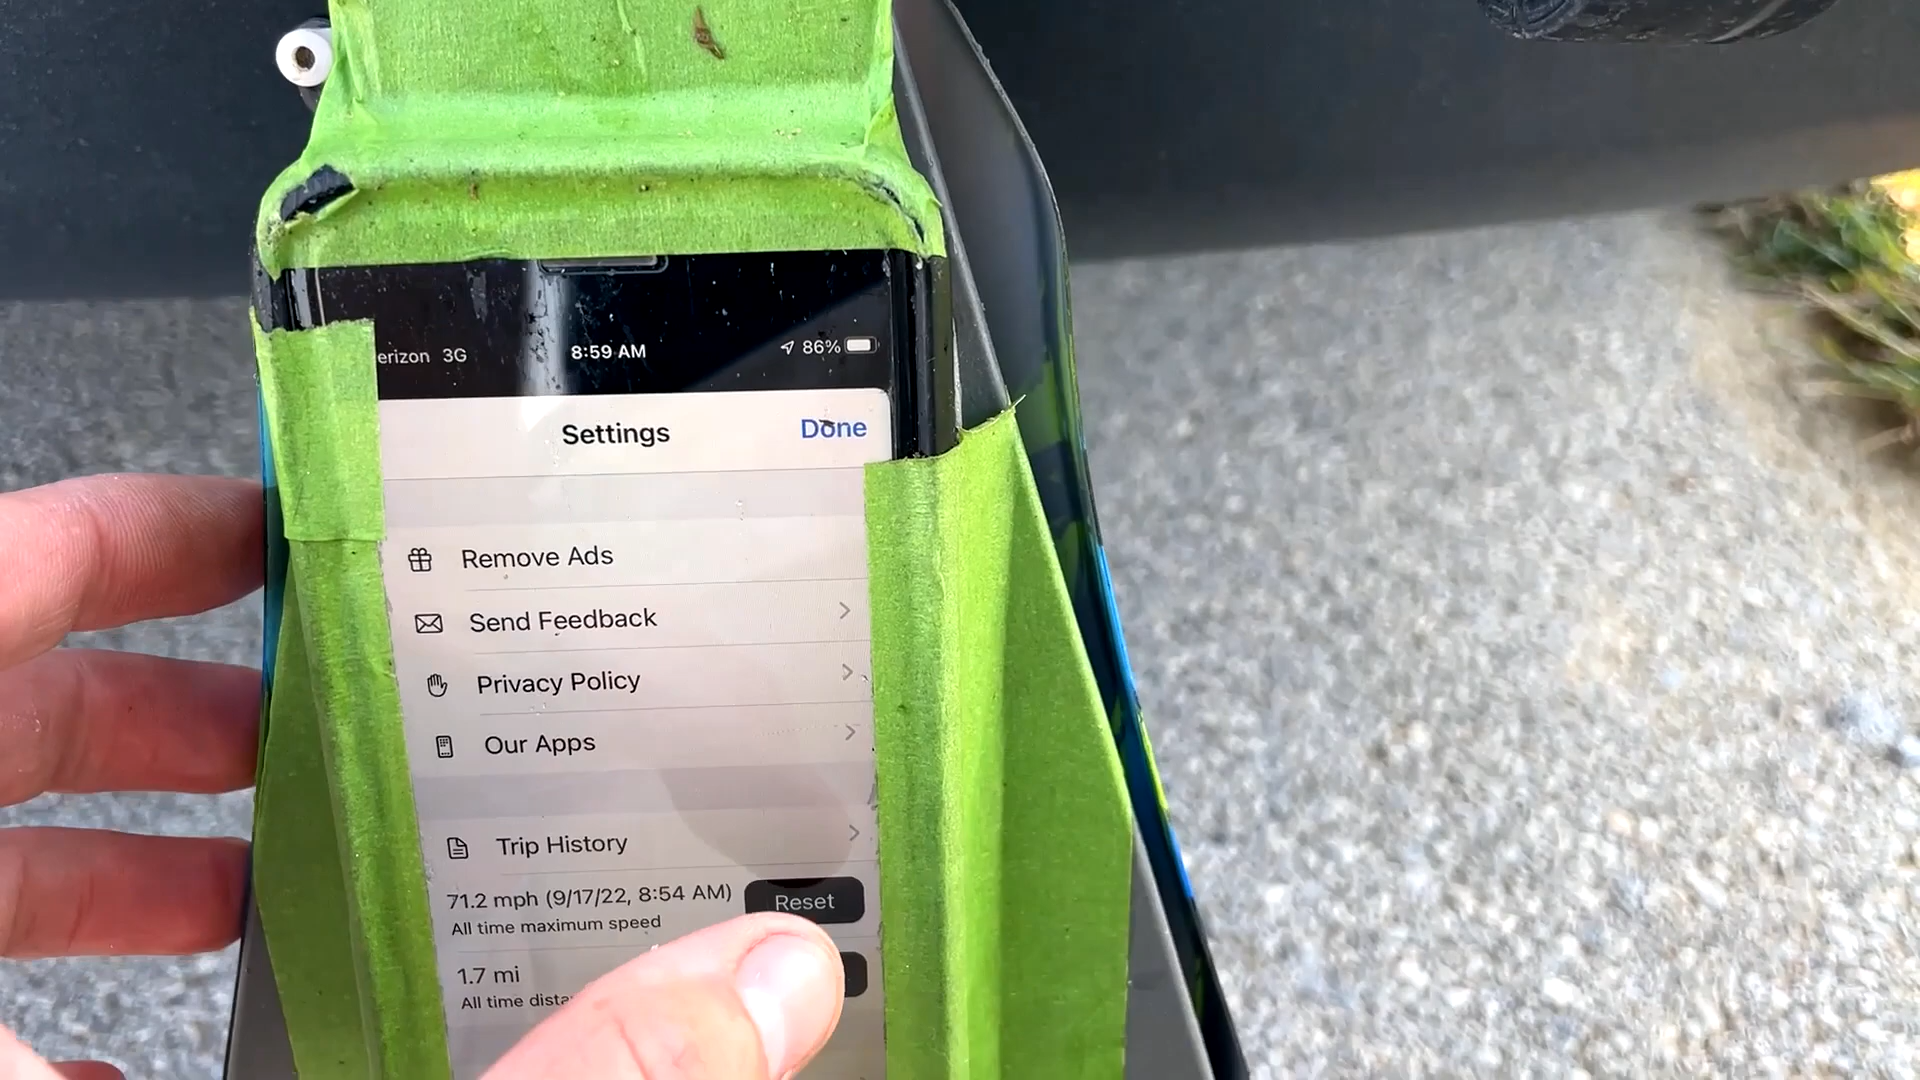 erizon 3G 8:59 AM 86%
Settings Done
Remove Ads
Send Feedback
Privacy Policy
Our Apps
Trip History
71.2 mph (9/17/22, 8:54 AM) Reset
All time maximum speed
1.7 mi
All time